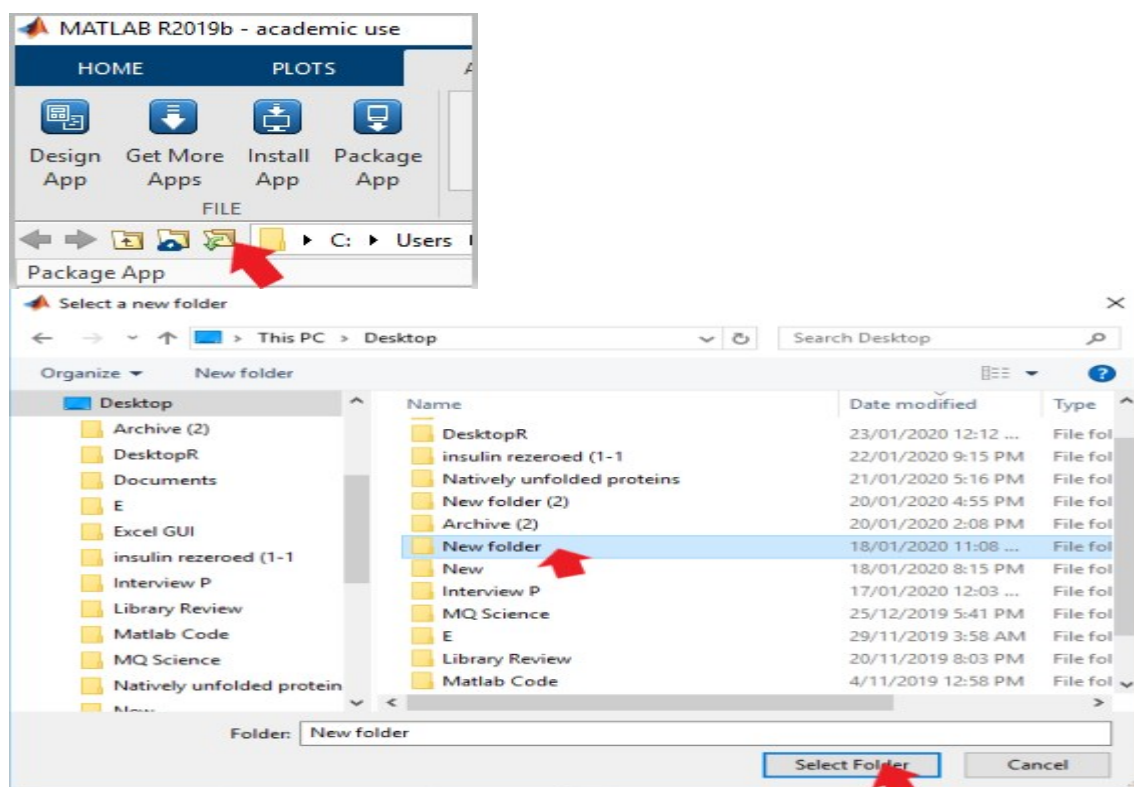 MATLAB R2019b - academic use
HOME PLOTS
Design App Get More Apps Install App Package App
FILE
C: Users
Package App
Select a new folder
This PC > Desktop Search Desktop
Organize New folder
Desktop
Archive (2)
DesktopR
Documents
E
Excel GUI
insulin rezeroed (1-1
Interview P
Library Review
Matlab Code
MQ Science
Natively unfolded protein
Name Date modified Type
DesktopR 23/01/2020 12:12 ... File fol
insulin rezeroed (1-1 22/01/2020 9:15 PM File fol
Natively unfolded proteins 21/01/2020 5:16 PM File fol
New folder (2) 20/01/2020 4:55 PM File fol
Archive (2) 20/01/2020 2:08 PM File fol
New folder 18/01/2020 11:08 ... File fol
New 18/01/2020 8:15 PM File fol
Interview P 17/01/2020 12:03 ... File fol
MQ Science 25/12/2019 5:41 PM File fol
E 29/11/2019 3:58 AM File fol
Library Review 20/11/2019 8:03 PM File fol
Matlab Code 4/11/2019 12:58 PM File fol
Folder: New folder
Select Folder Cancel